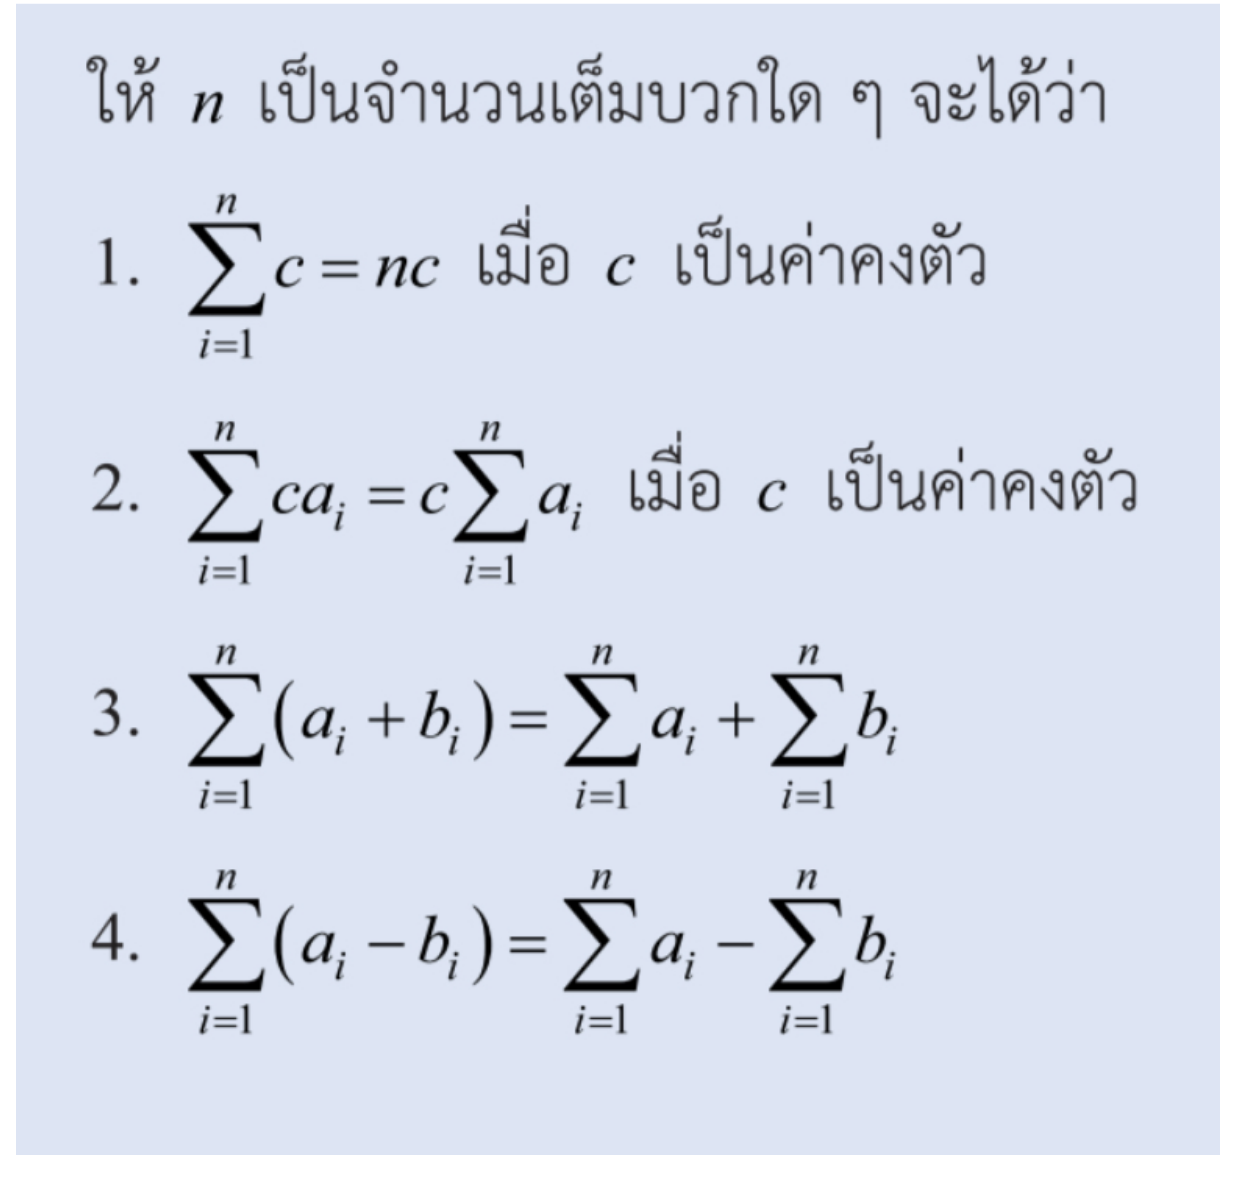 ให้ n เป็นจำนวนเต็มบวกใด ๆ จะได้ว่า
1. $\sum_{i=1}^{n} c = nc$ เมื่อ c เป็นค่าคงตัว
2. $\sum_{i=1}^{n} ca_i = c\sum_{i=1}^{n} a_i$ เมื่อ c เป็นค่าคงตัว
3. $\sum_{i=1}^{n} (a_i + b_i) = \sum_{i=1}^{n} a_i + \sum_{i=1}^{n} b_i$
4. $\sum_{i=1}^{n} (a_i - b_i) = \sum_{i=1}^{n} a_i - \sum_{i=1}^{n} b_i$